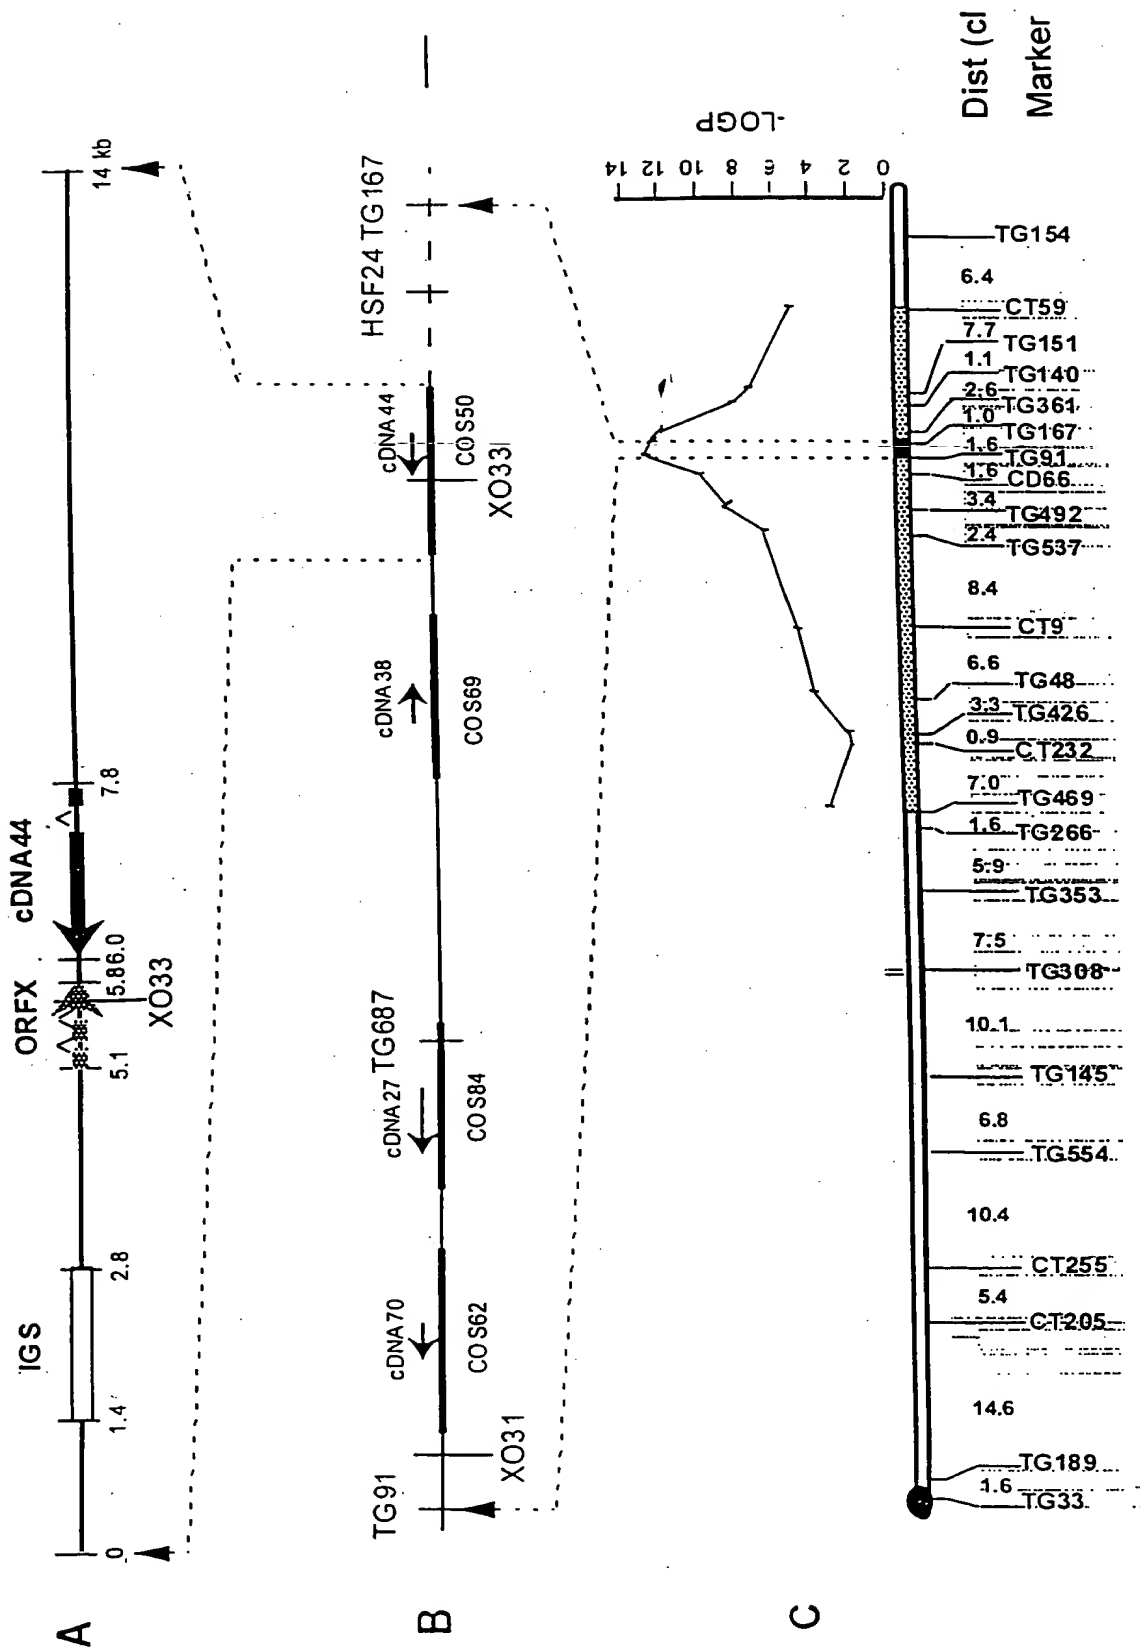 A
IGS
ORFX
cDNA44
0
1.4
2.8
5.1
5.8
6.0
7.8
14 kb
XO33
B
TG91
cDNA70
cDNA27
TG687
cDNA38
cDNA44
HSF24
TG167
XO31
COS62
COS84
COS69
COS50
XO33
C
-LOGP
14
12
10
8
6
4
2
0
Dist (cl
Marker
TG154
6.4
CT59
7.7
TG151
1.1
TG140
2.6
TG361
1.0
TG167
1.6
TG91
1.6
CD66
3.4
TG492
2.4
TG537
8.4
CT9
6.6
TG48
3.3
TG426
0.9
CT232
7.0
TG469
1.6
TG266
5.9
TG353
7.5
TG308
10.1
TG145
6.8
TG554
10.4
CT255
5.4
CT205
14.6
TG189
1.6
TG33